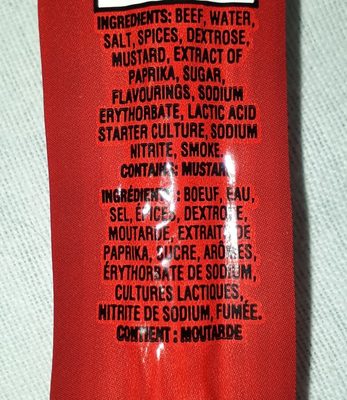 INGREDIENTS: BEEF, WATER,
SALT, SPICES, DEXTROSE,
MUSTARD, EXTRACT OF
PAPRIKA, SUGAR,
FLAVOURINGS, SODIUM
ERYTHORBATE, LACTIC ACID
STARTER CULTURE, SODIUM
NITRITE, SMOKE.
CONTAINS: MUSTARD
INGRÉDIENTS : BOEUF, EAU,
SEL, ÉPICES, DEXTROSE,
MOUTARDE, EXTRAITS DE
PAPRIKA, SUCRE, ARÔMES,
ÉRYTHORBATE DE SODIUM,
CULTURES LACTIQUES,
NITRITE DE SODIUM, FUMÉE.
CONTIENT : MOUTARDE